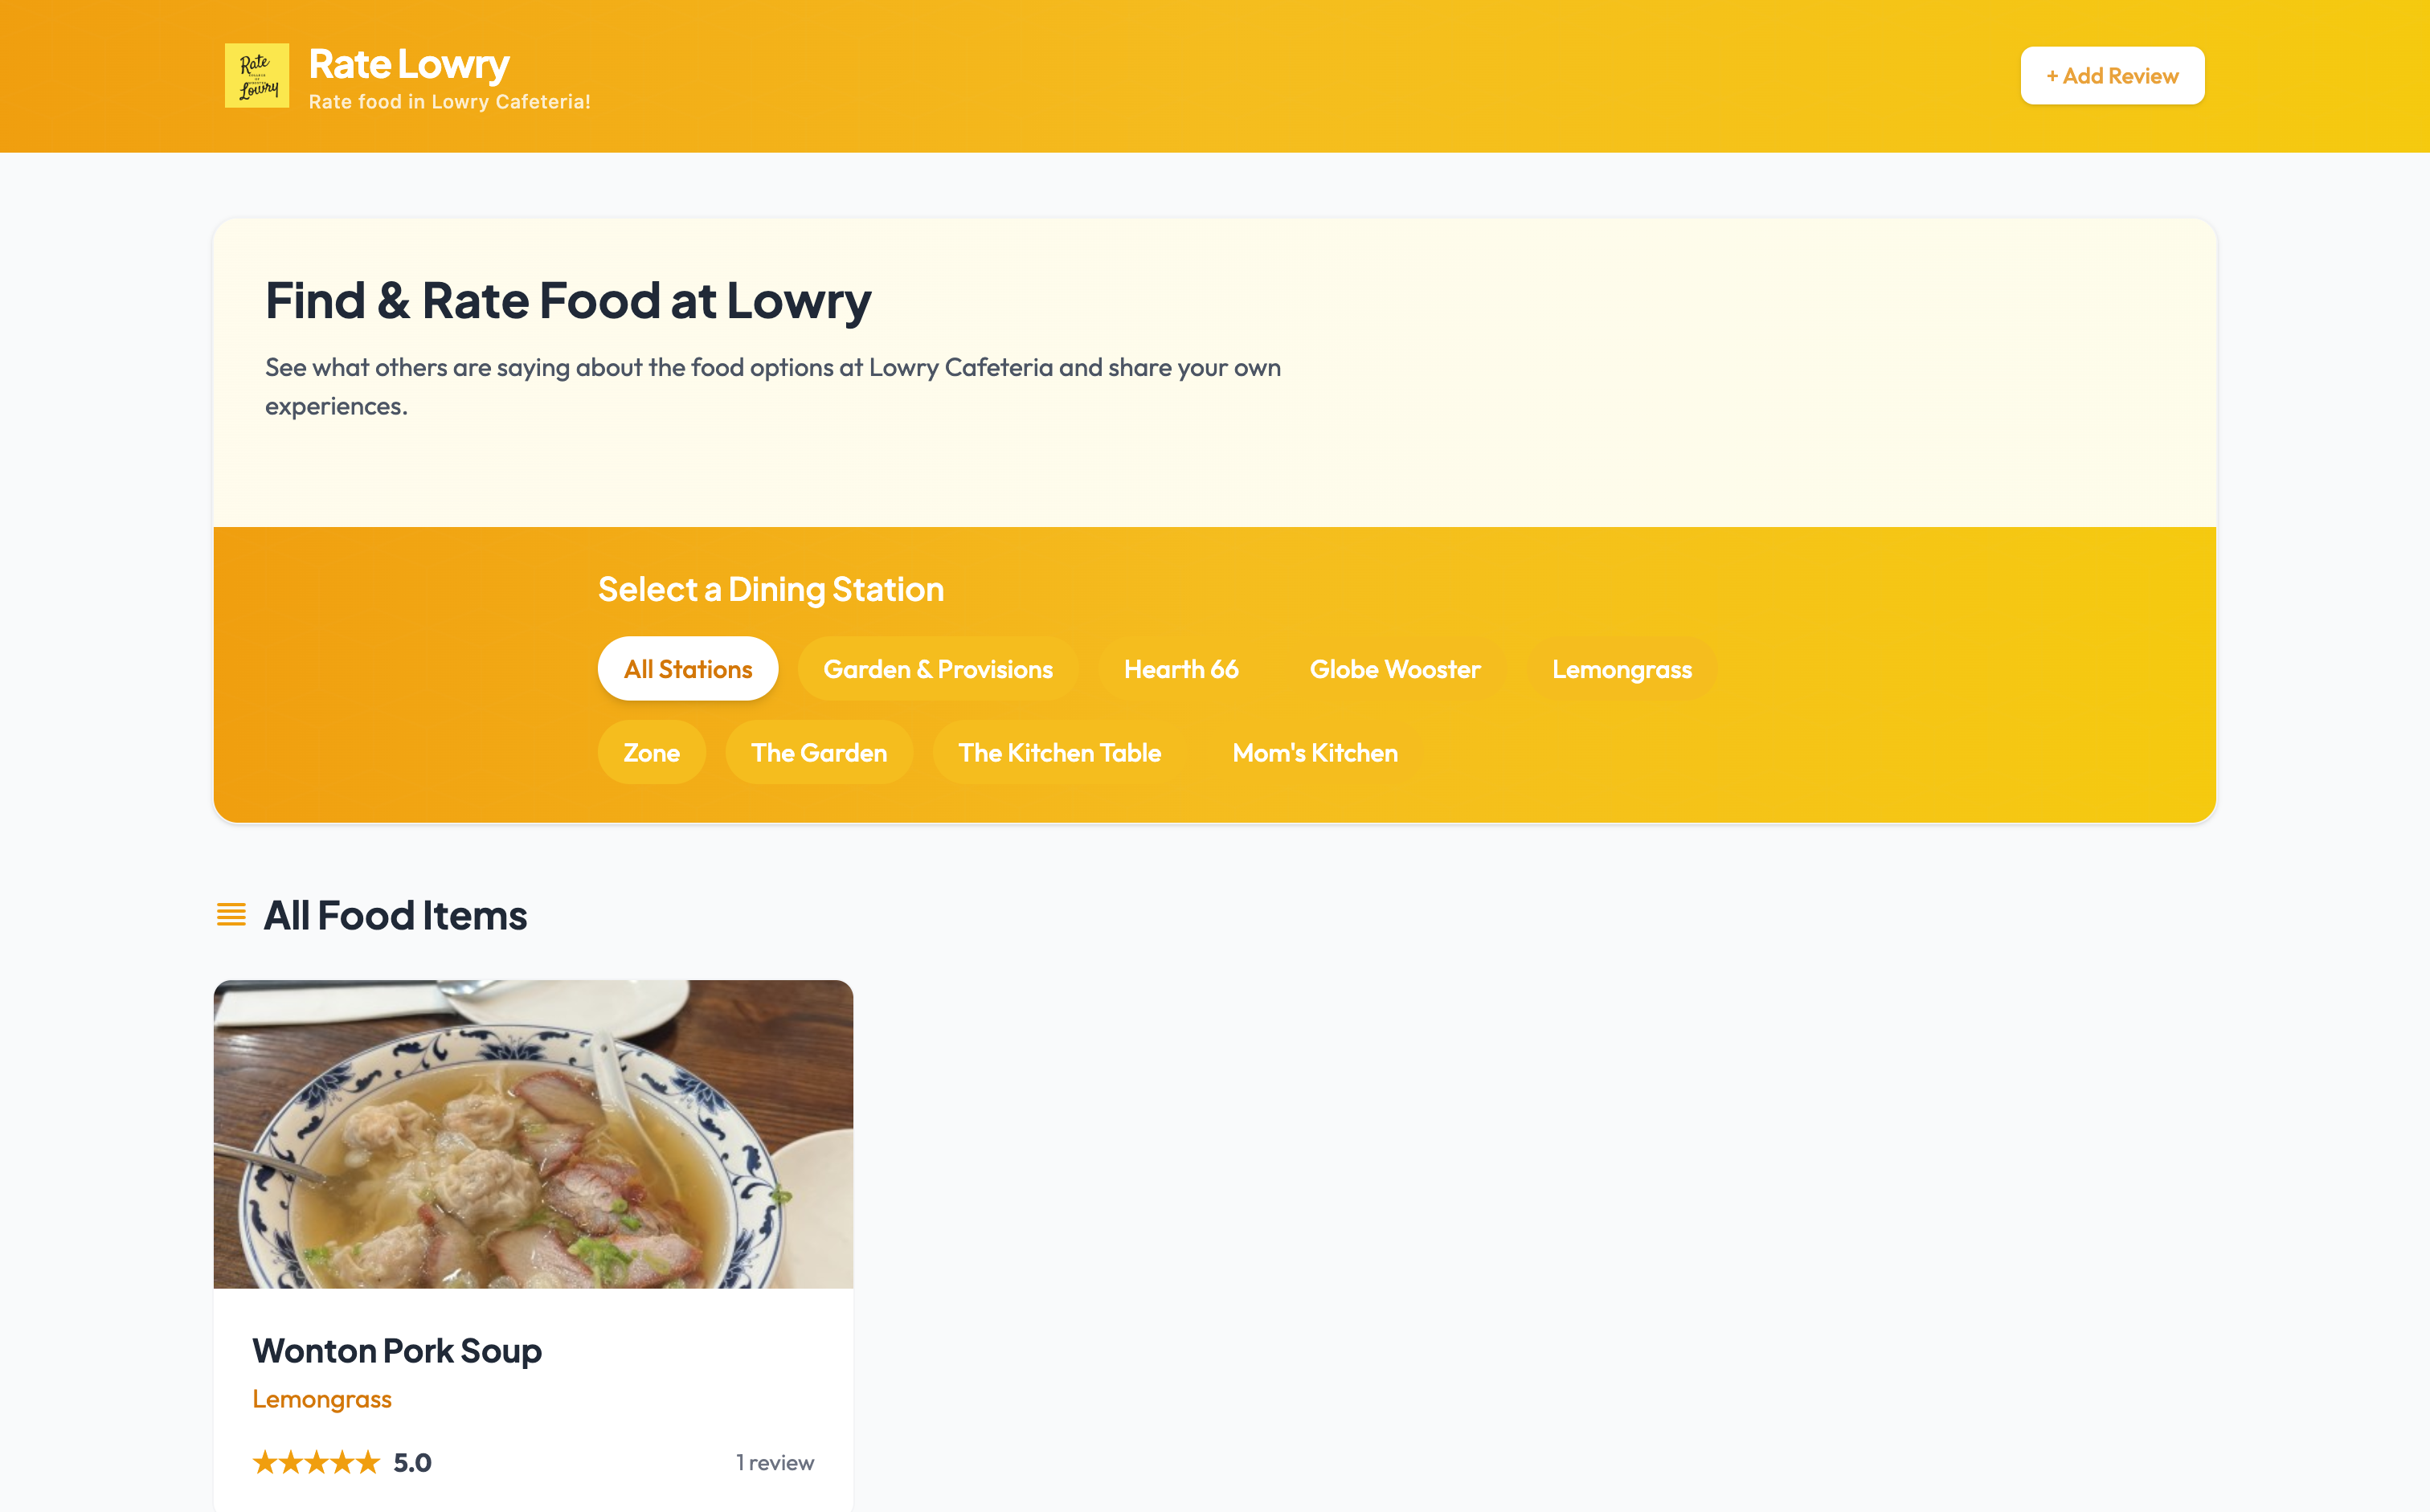 Rate
Lowry
Rate Lowry
Rate food in Lowry Cafeteria!
+ Add Review
Find & Rate Food at Lowry
See what others are saying about the food options at Lowry Cafeteria and share your own
experiences.
Select a Dining Station
All Stations Garden & Provisions Hearth 66 Globe Wooster Lemongrass
Zone The Garden The Kitchen Table Mom's Kitchen
All Food Items
Wonton Pork Soup
Lemongrass
★★★★★ 5.0 1 review